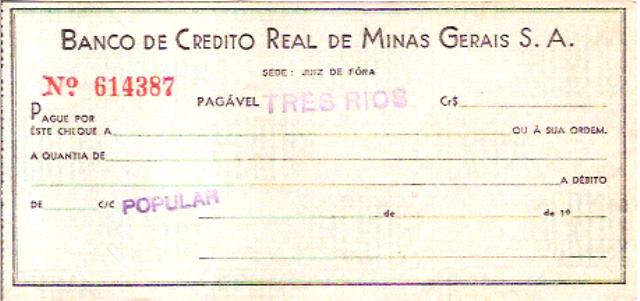 BANCO DE CREDITO REAL DE MINAS GERAIS S. A.
SÉDE: JUIZ DE FÓRA
Nº 614387
PAGÁVEL TRES RIOS Cr$
PAGUE POR
ÊSTE CHEQUE A OU À SUA ORDEM.
A QUANTIA DE
A DÉBITO
DE C/C POPULAR
de de 19